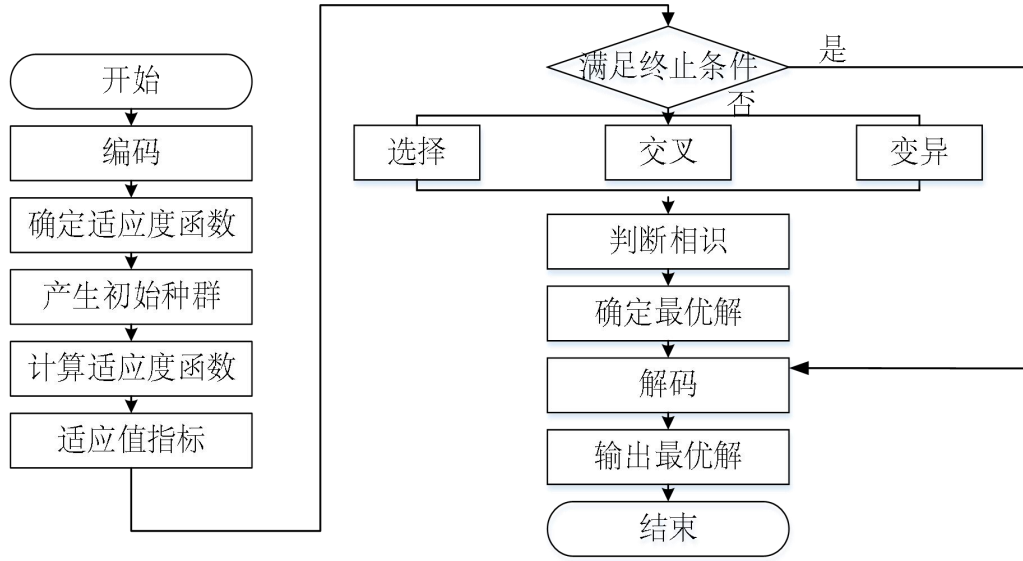 开始
编码
确定适应度函数
产生初始种群
计算适应度函数
适应值指标
满足终止条件
是
否
选择
交叉
变异
判断相识
确定最优解
解码
输出最优解
结束